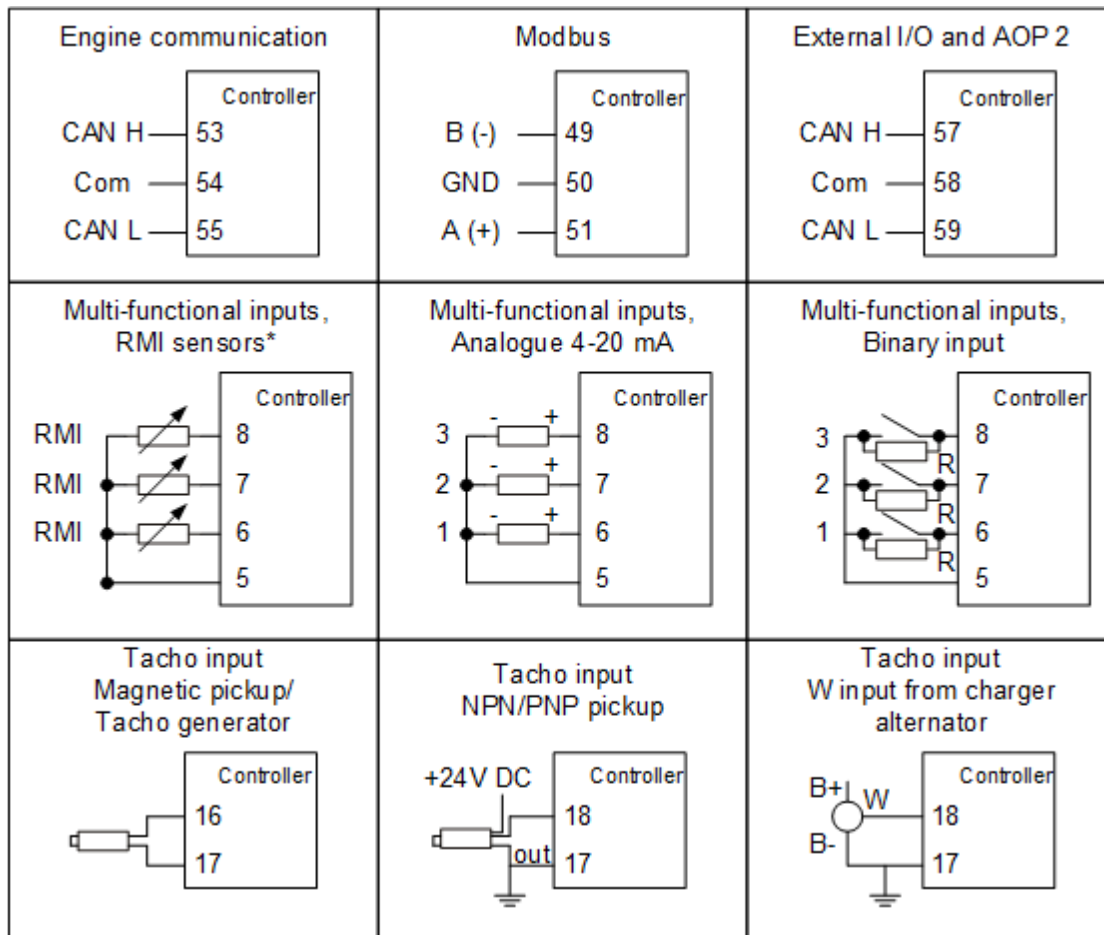 Engine communication
Controller
CAN H 53
Com 54
CAN L 55
Modbus
Controller
B (-) 49
GND 50
A (+) 51
External I/O and AOP 2
Controller
CAN H 57
Com 58
CAN L 59
Multi-functional inputs,
RMI sensors*
Controller
RMI 8
RMI 7
RMI 6
5
Multi-functional inputs,
Analogue 4-20 mA
Controller
3 - + 8
2 - + 7
1 - + 6
5
Multi-functional inputs,
Binary input
Controller
3 8
R
2 7
R
1 6
R
5
Tacho input
Magnetic pickup/
Tacho generator
Controller
16
17
Tacho input
NPN/PNP pickup
+24V DC Controller
18
out 17
Tacho input
W input from charger
alternator
Controller
B+ W 18
B- 17